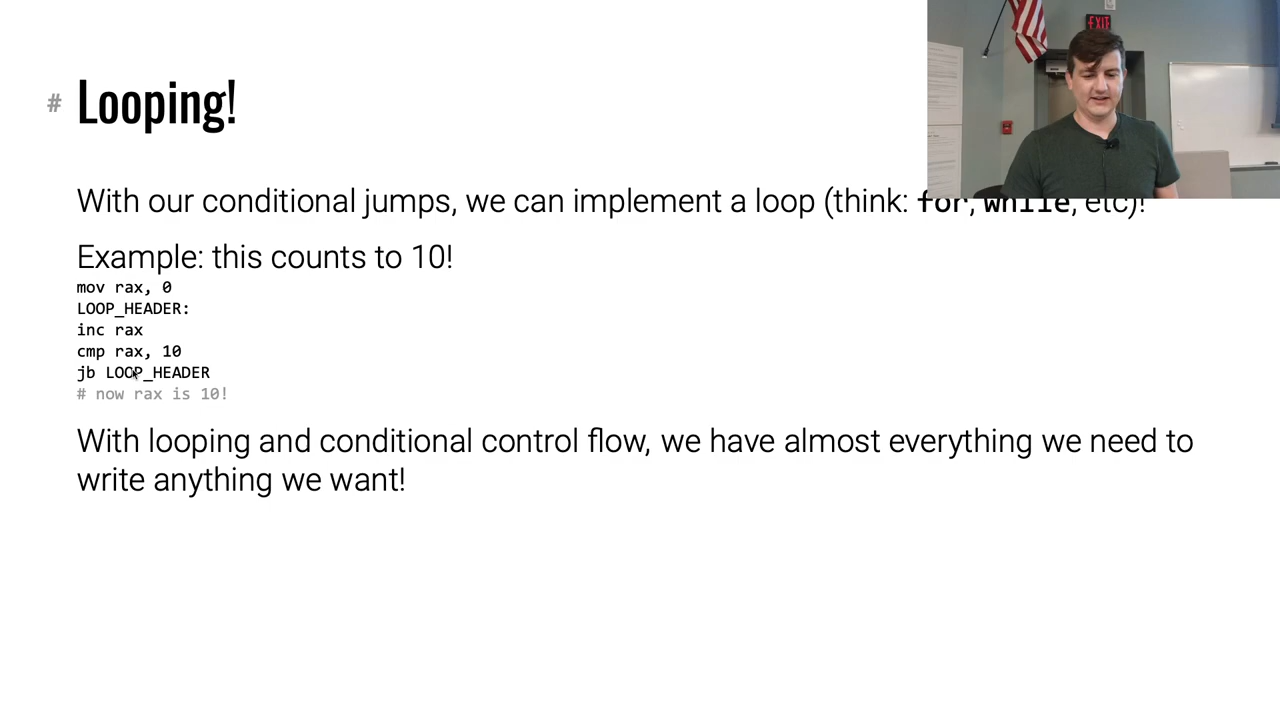 # Looping!
EXIT
With our conditional jumps, we can implement a loop (think: for, while, etc)!
Example: this counts to 10!
mov rax, 0
LOOP_HEADER:
inc rax
cmp rax, 10
jb LOOP_HEADER
# now rax is 10!
With looping and conditional control flow, we have almost everything we need to
write anything we want!